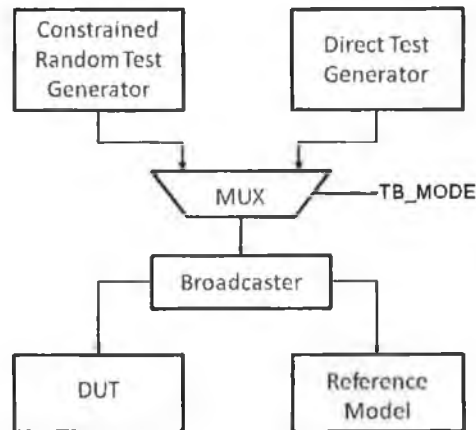 Constrained
Random Test
Generator
Direct Test
Generator
MUX
TB_MODE
Broadcaster
DUT
Reference
Model